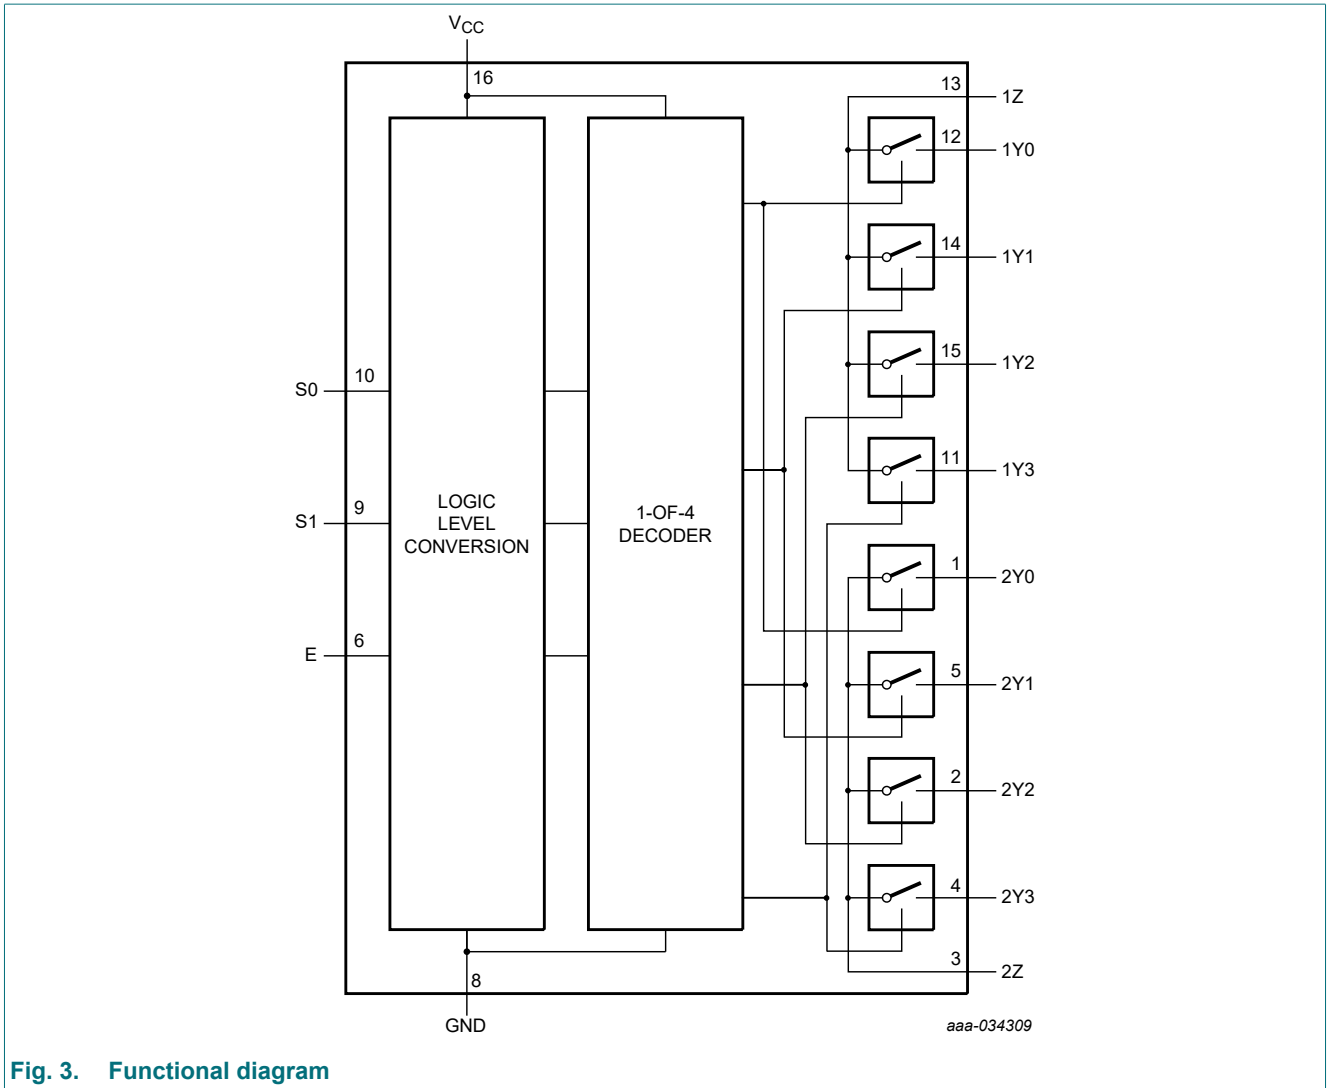 VCC
16
13
1Z
12
1Y0
14
1Y1
15
1Y2
S0
10
11
1Y3
LOGIC
LEVEL
CONVERSION
1-OF-4
DECODER
S1
9
1
2Y0
E
6
5
2Y1
2
2Y2
4
2Y3
3
2Z
8
GND
aaa-034309
Fig. 3. Functional diagram